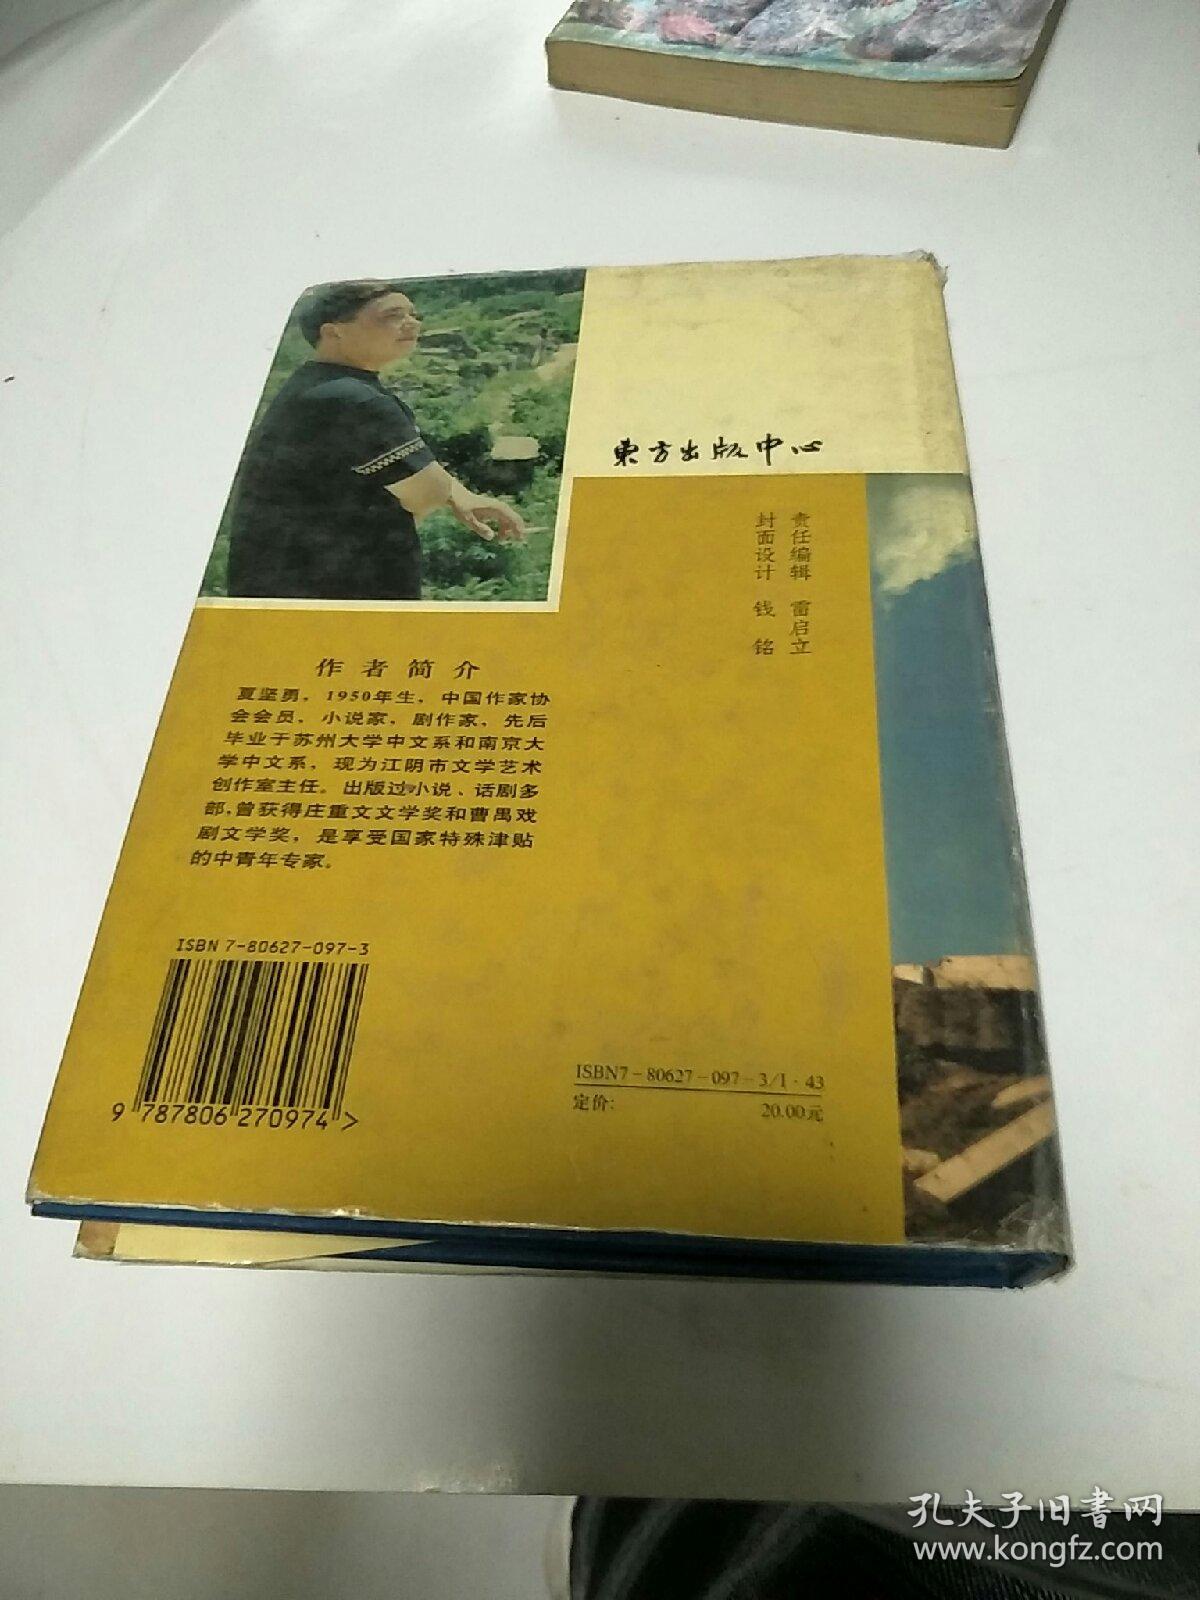 東方出版中心
责任编辑 雷启立
封面设计 钱 铭
作者简介
夏坚勇，1950年生，中国作家协
会会员，小说家，剧作家，先后
毕业于苏州大学中文系和南京大
学中文系，现为江阴市文学艺术
创作室主任。出版过小说、话剧多
部，曾获得庄重文文学奖和曹禺戏
剧文学奖，是享受国家特殊津贴
的中青年专家。
ISBN 7-80627-097-3
9 787806 270974 >
ISBN7-80627-097-3/I·43
定价: 20.00元
孔夫子旧书网
www.kongfz.com